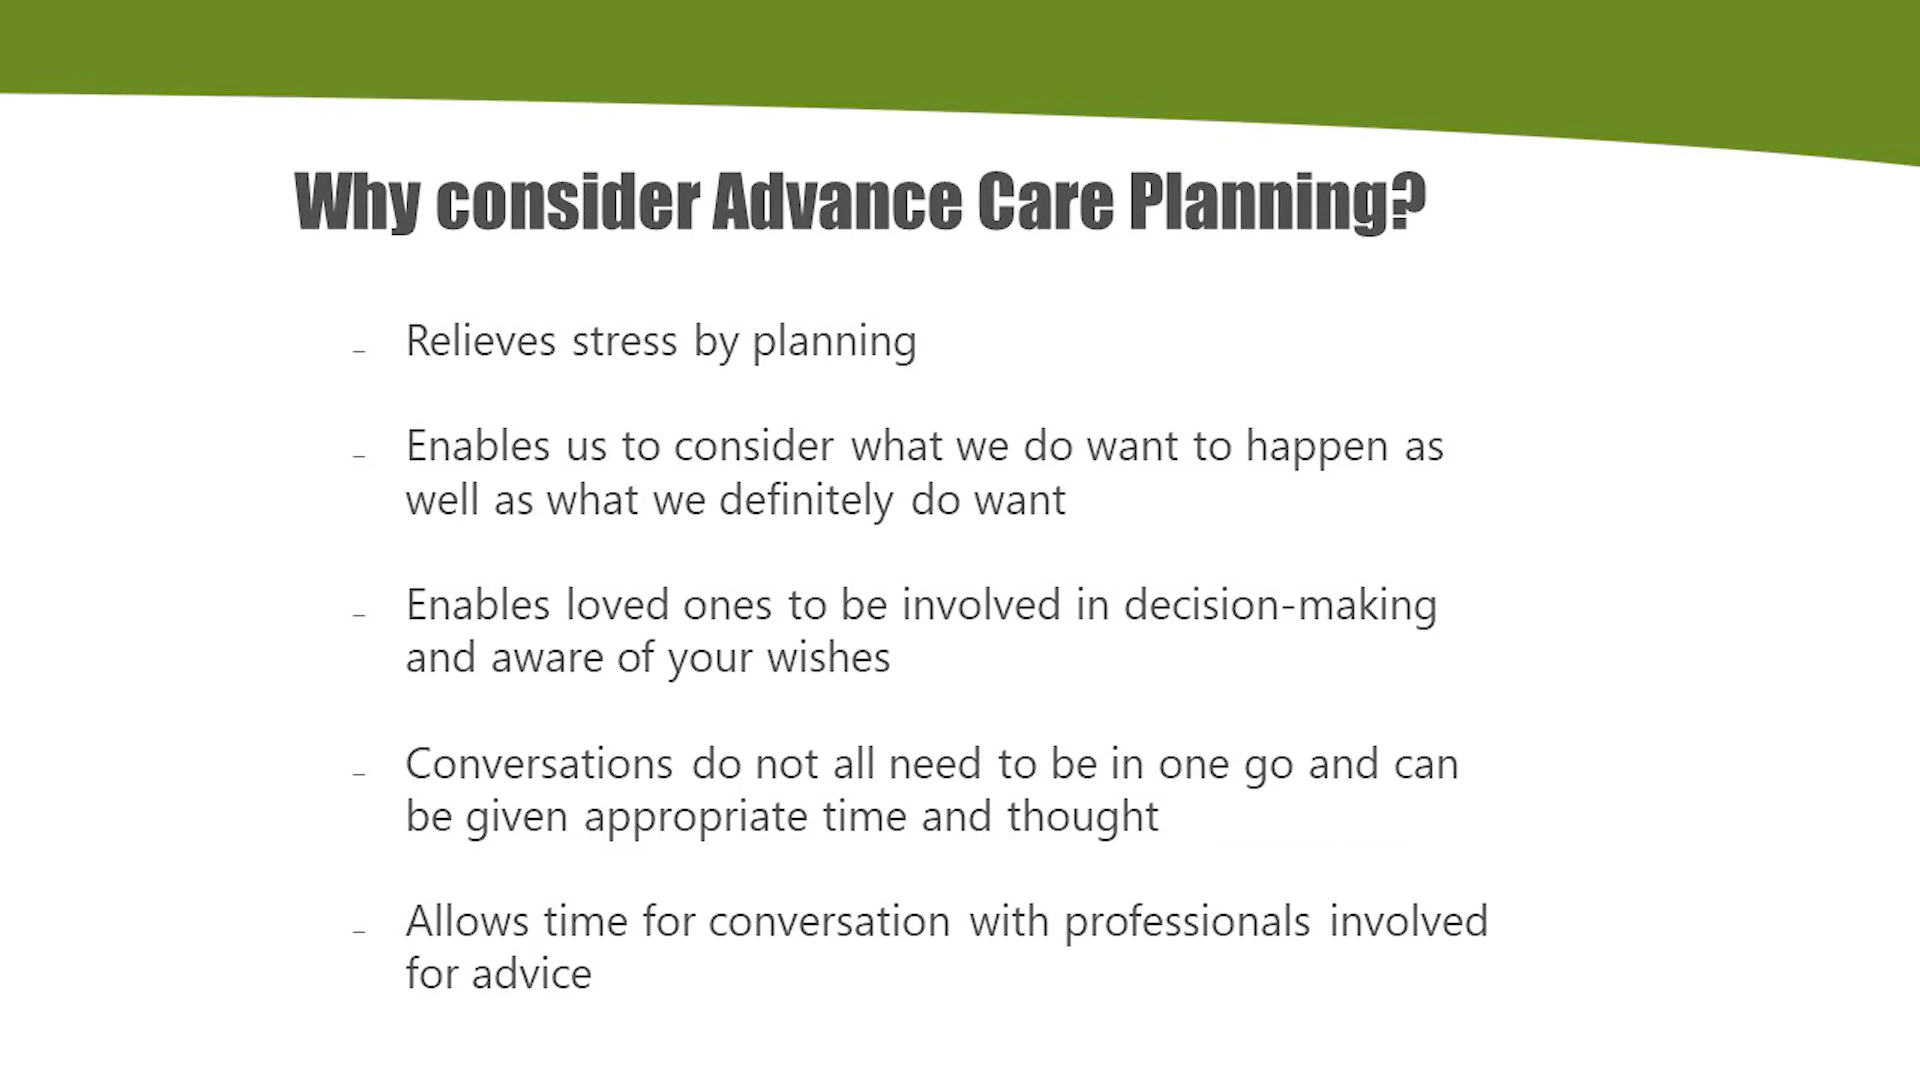 Why consider Advance Care Planning?
– Relieves stress by planning
– Enables us to consider what we do want to happen as
well as what we definitely do want
– Enables loved ones to be involved in decision-making
and aware of your wishes
– Conversations do not all need to be in one go and can
be given appropriate time and thought
– Allows time for conversation with professionals involved
for advice